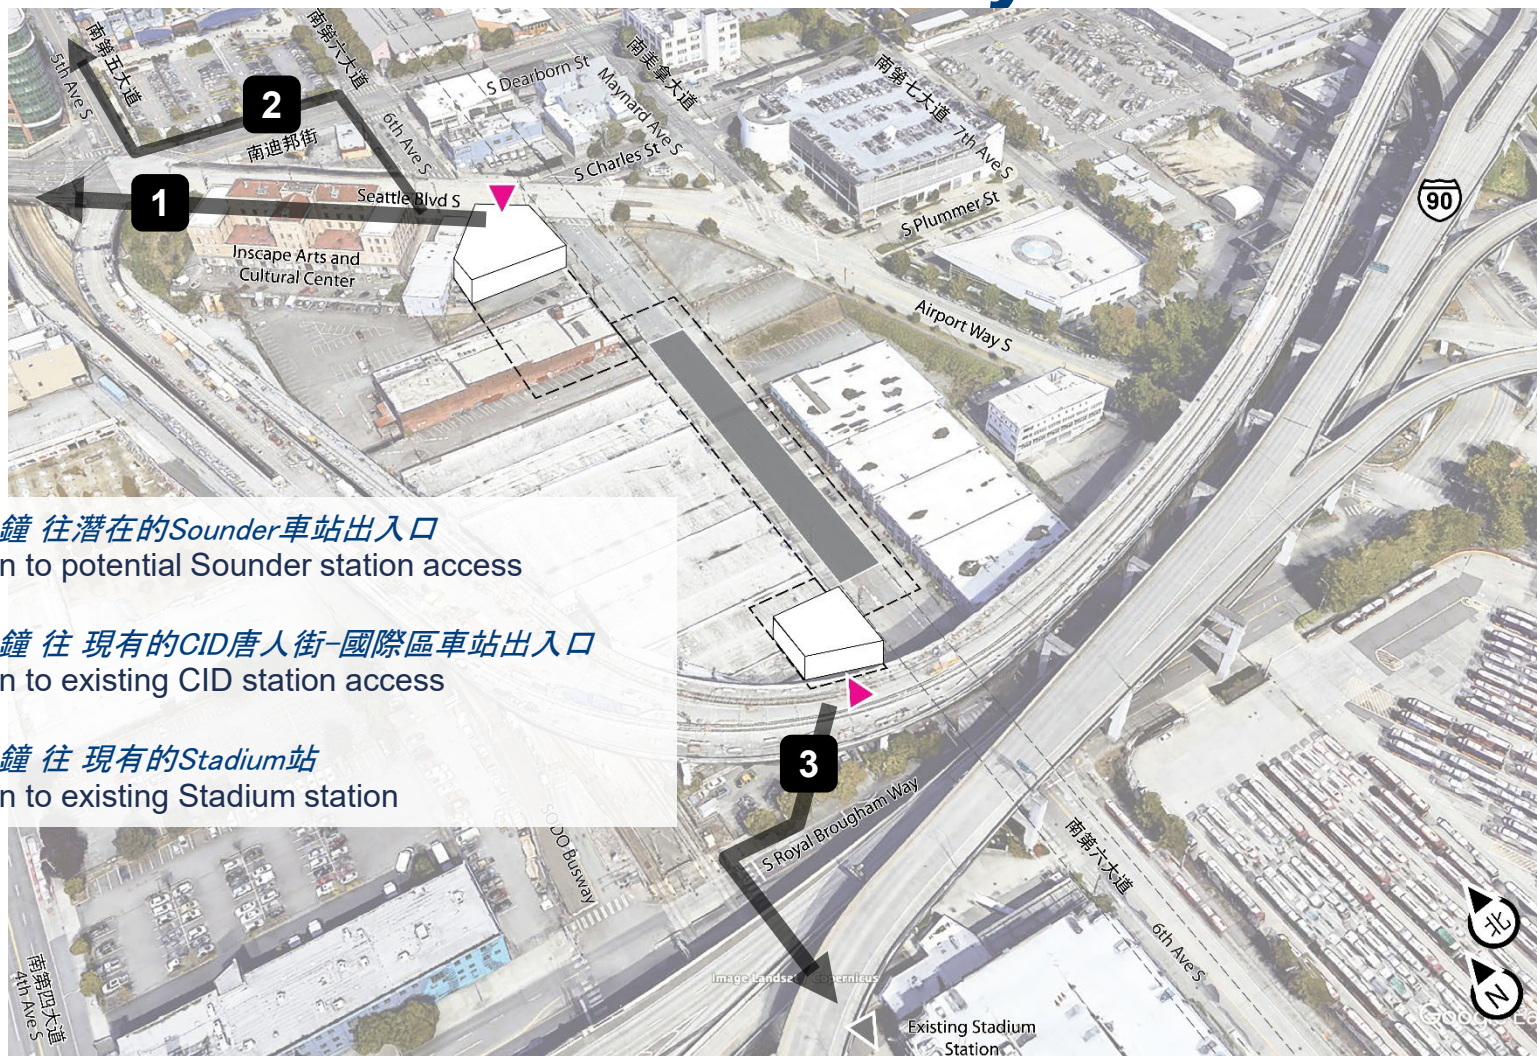 南第五大道
5th Ave S
2
南迪邦街
南第六大道
6th Ave S
S Dearborn St
南美拿大道
Maynard Ave S
S Charles St
南第七大道
7th Ave S
S Plummer St
90
1
Seattle Blvd S
Inscape Arts and
Cultural Center
Airport Way S
鐘 往潛在的Sounder車站出入口
n to potential Sounder station access
鐘 往 現有的CID唐人街-國際區車站出入口
n to existing CID station access
鐘 往 現有的Stadium站
n to existing Stadium station
3
S Royal Brougham Way
SODO Busway
南第六大道
6th Ave S
南第四大道
4th Ave S
Image Landsat / Copernicus
Existing Stadium
Station
北
N
Google Ea